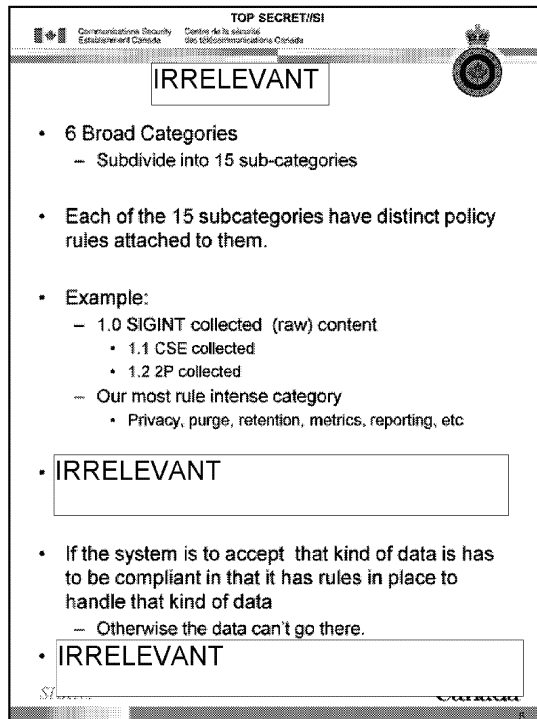 TOP SECRET//SI
Communications Security Centre de la sécurité
Establishment Canada des télécommunications Canada
IRRELEVANT
• 6 Broad Categories
– Subdivide into 15 sub-categories
• Each of the 15 subcategories have distinct policy
rules attached to them.
• Example:
– 1.0 SIGINT collected (raw) content
• 1.1 CSE collected
• 1.2 2P collected
– Our most rule intense category
• Privacy, purge, retention, metrics, reporting, etc
• IRRELEVANT
• If the system is to accept that kind of data is has
to be compliant in that it has rules in place to
handle that kind of data
– Otherwise the data can't go there.
• IRRELEVANT
Canada